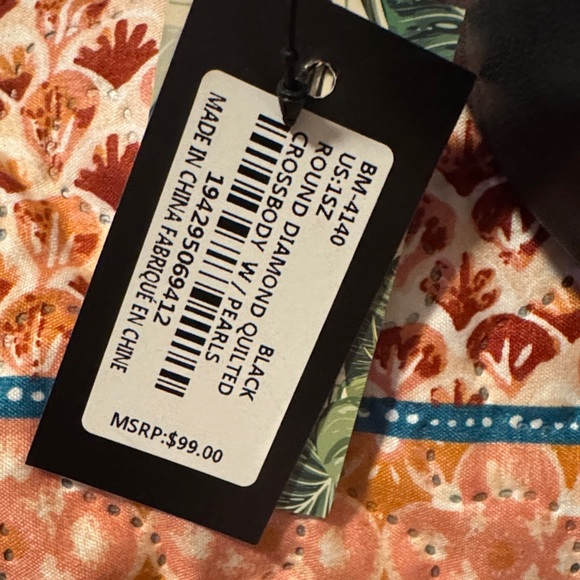 BM-4140 BLACK
US:1SZ
ROUND DIAMOND QUILTED
CROSSBODY W/PEARLS
194295069412
MADE IN CHINA FABRIQUE EN CHINE
MSRP:$99.00